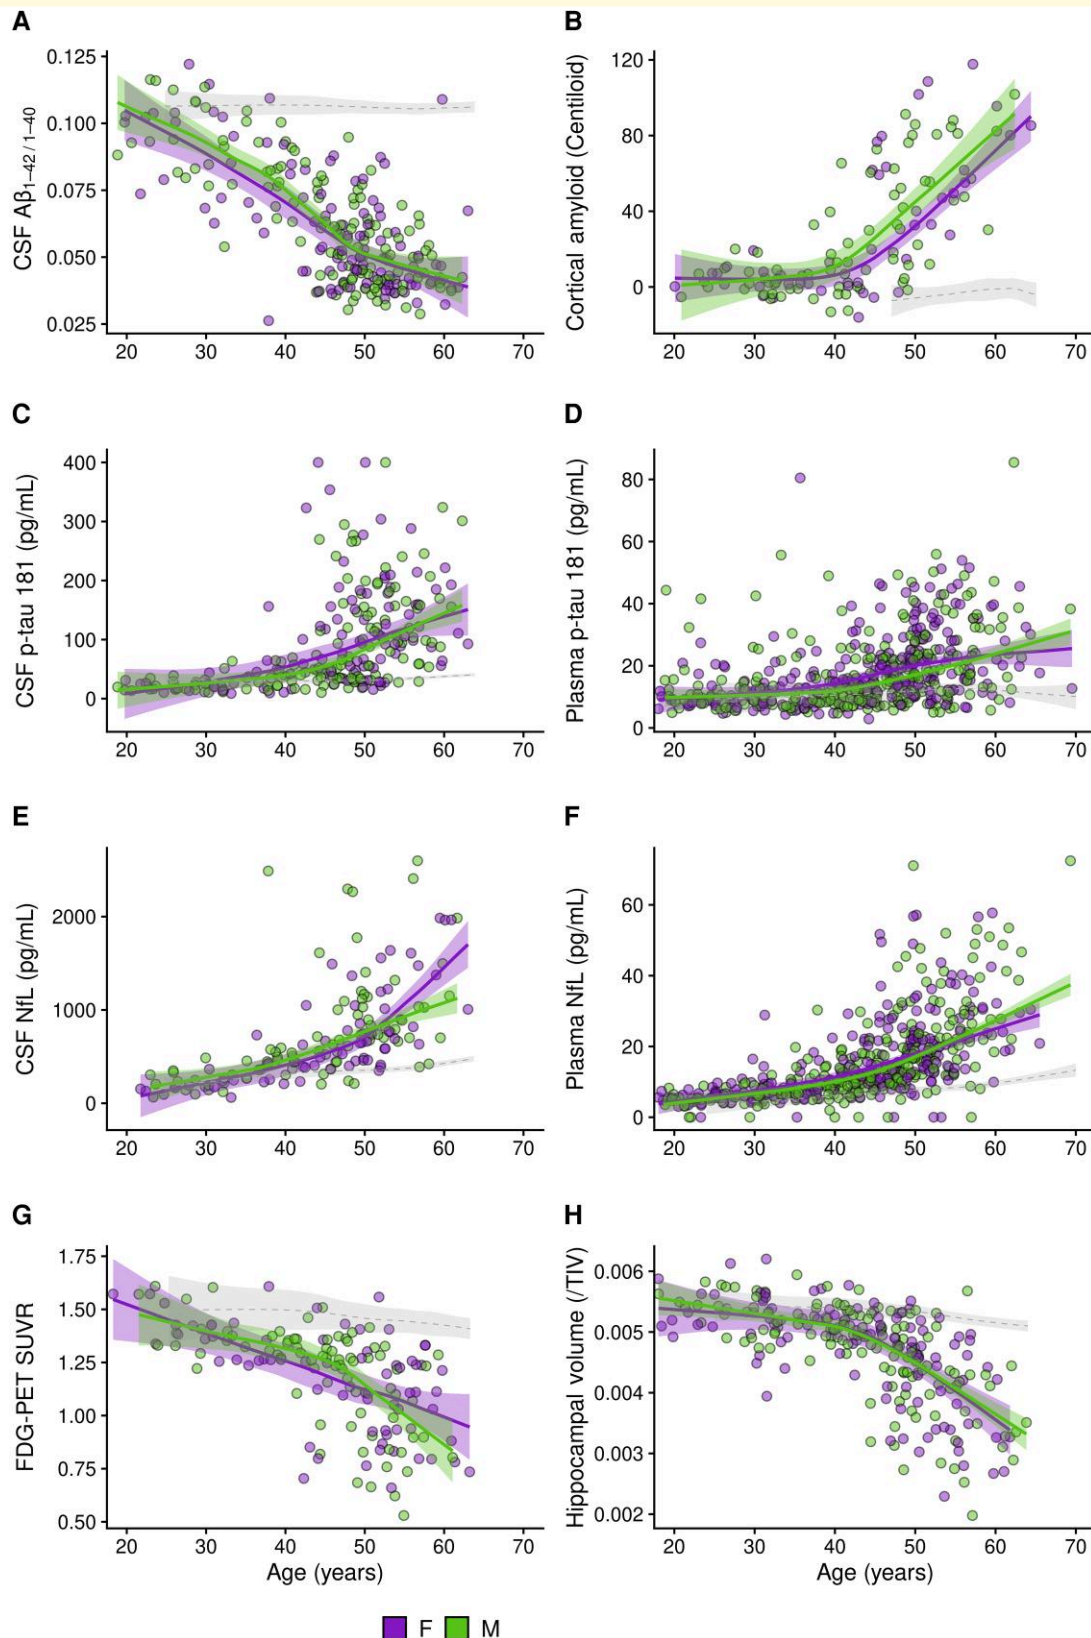 A
CSF Aβ1–42 / 1–40
0.125
0.100
0.075
0.050
0.025
20 30 40 50 60 70
B
Cortical amyloid (Centiloid)
120
80
40
0
20 30 40 50 60 70
C
CSF p-tau 181 (pg/mL)
400
300
200
100
0
20 30 40 50 60 70
D
Plasma p-tau 181 (pg/mL)
80
60
40
20
0
20 30 40 50 60 70
E
CSF NfL (pg/mL)
2000
1000
0
20 30 40 50 60 70
F
Plasma NfL (pg/mL)
60
40
20
0
20 30 40 50 60 70
G
FDG-PET SUVR
1.75
1.50
1.25
1.00
0.75
0.50
20 30 40 50 60 70
Age (years)
H
Hippocampal volume (/TIV)
0.006
0.005
0.004
0.003
0.002
20 30 40 50 60 70
Age (years)
F M